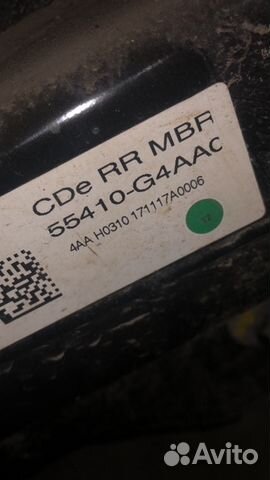 CDe RR MBR
55410-G4AAC
4AA H0310 171117A0006
Avito